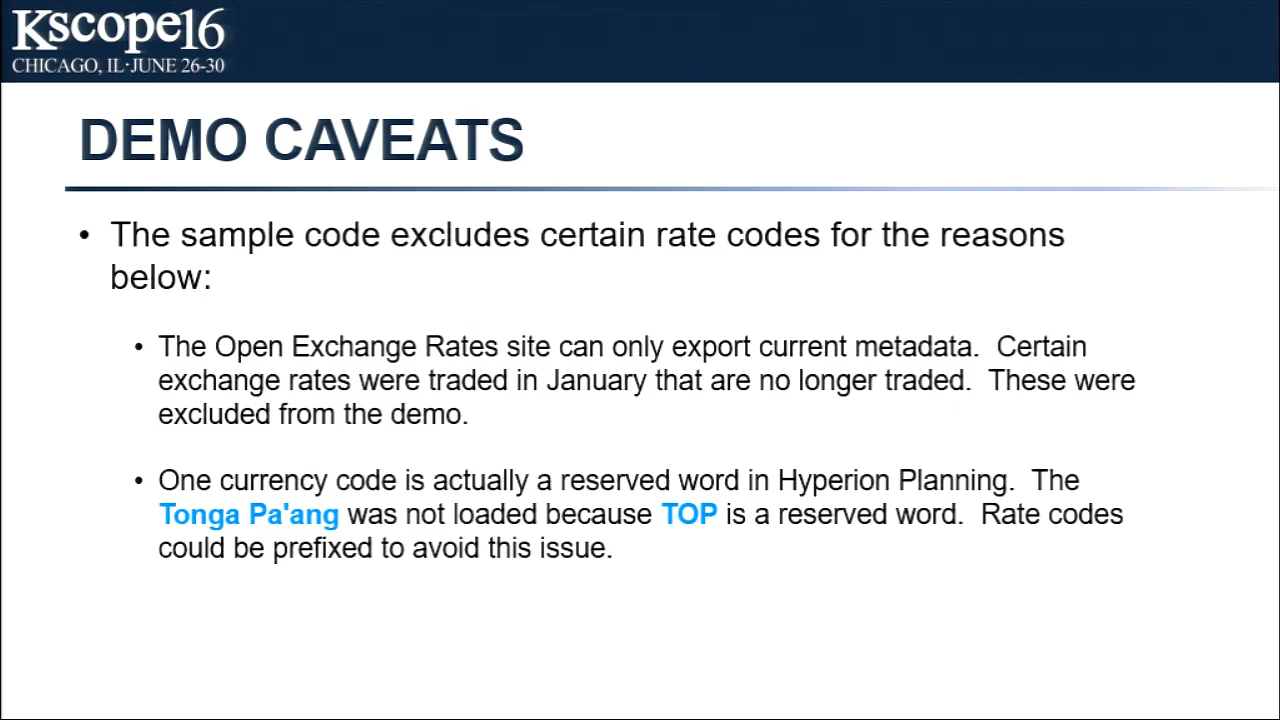 Kscope16
CHICAGO, IL·JUNE 26-30
DEMO CAVEATS
• The sample code excludes certain rate codes for the reasons
below:
• The Open Exchange Rates site can only export current metadata.  Certain
exchange rates were traded in January that are no longer traded.  These were
excluded from the demo.
• One currency code is actually a reserved word in Hyperion Planning.  The
Tonga Pa'ang was not loaded because TOP is a reserved word.  Rate codes
could be prefixed to avoid this issue.